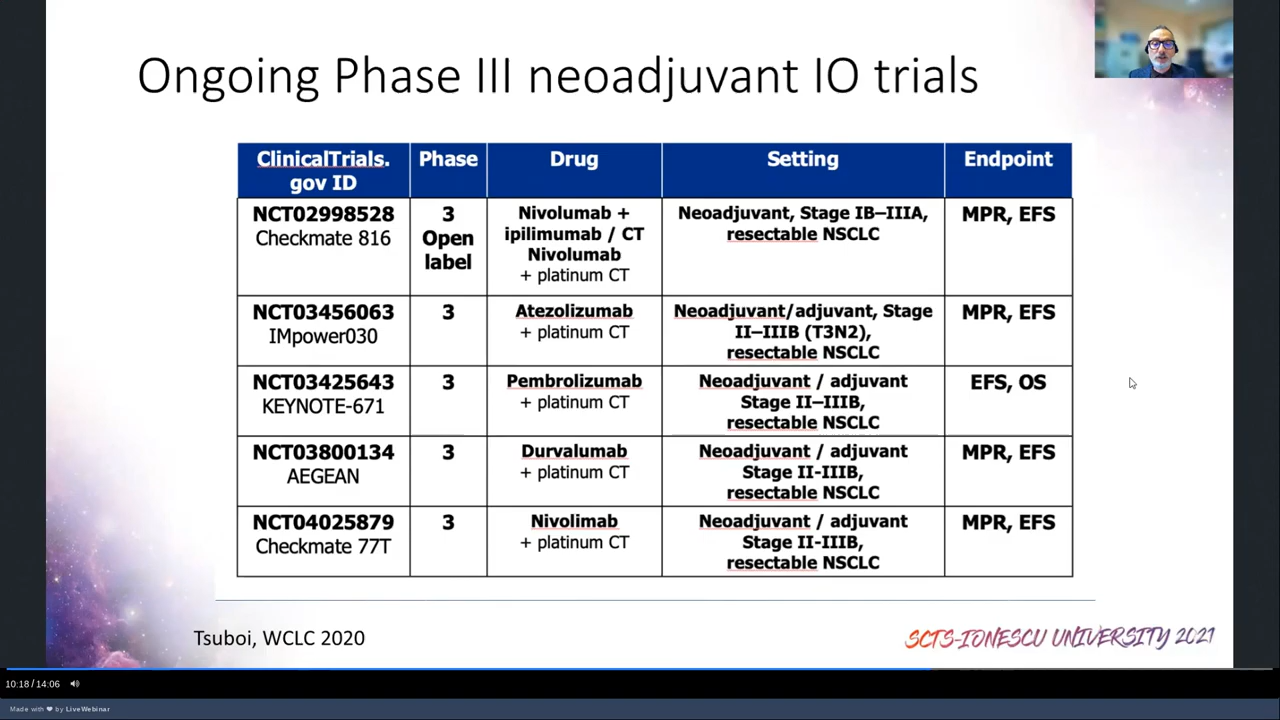 Ongoing Phase III neoadjuvant IO trials
ClinicalTrials.
gov ID
Phase
Drug
Setting
Endpoint
NCT02998528
Checkmate 816
3
Open
label
Nivolumab +
ipilimumab / CT
Nivolumab
+ platinum CT
Neoadjuvant, Stage IB–IIIA,
resectable NSCLC
MPR, EFS
NCT03456063
IMpower030
3
Atezolizumab
+ platinum CT
Neoadjuvant/adjuvant, Stage
II–IIIB (T3N2),
resectable NSCLC
MPR, EFS
NCT03425643
KEYNOTE-671
3
Pembrolizumab
+ platinum CT
Neoadjuvant / adjuvant
Stage II–IIIB,
resectable NSCLC
EFS, OS
NCT03800134
AEGEAN
3
Durvalumab
+ platinum CT
Neoadjuvant / adjuvant
Stage II-IIIB,
resectable NSCLC
MPR, EFS
NCT04025879
Checkmate 77T
3
Nivolimab
+ platinum CT
Neoadjuvant / adjuvant
Stage II-IIIB,
resectable NSCLC
MPR, EFS
Tsuboi, WCLC 2020
SCTS-IONESCU UNIVERSITY 2021
10:18 / 14:06
Made with ❤ by LiveWebinar